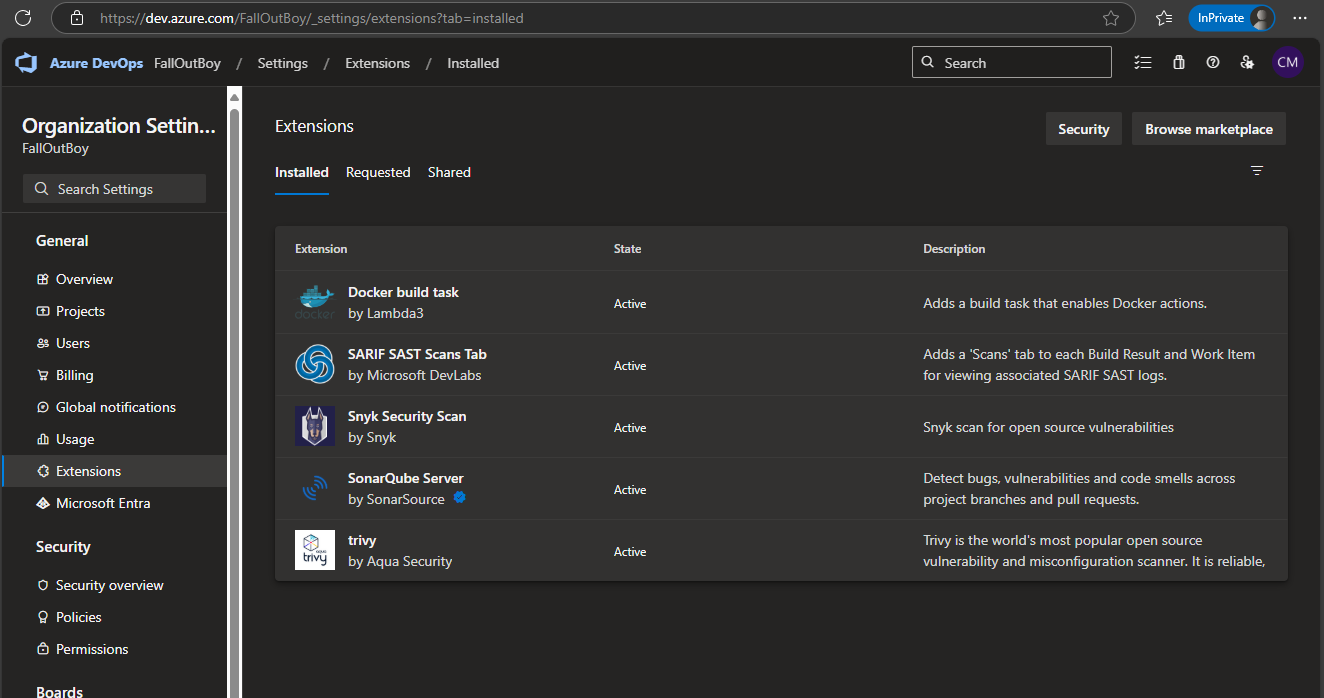 https://dev.azure.com/FallOutBoy/_settings/extensions?tab=installed
InPrivate
Azure DevOps FallOutBoy / Settings / Extensions / Installed
Search
CM
Organization Settin...
FallOutBoy
Search Settings
General
Overview
Projects
Users
Billing
Global notifications
Usage
Extensions
Microsoft Entra
Security
Security overview
Policies
Permissions
Boards
Extensions
Security
Browse marketplace
Installed Requested Shared
Extension State Description
docker
Docker build task
by Lambda3
Active
Adds a build task that enables Docker actions.
SARIF SAST Scans Tab
by Microsoft DevLabs
Active
Adds a 'Scans' tab to each Build Result and Work Item
for viewing associated SARIF SAST logs.
Snyk Security Scan
by Snyk
Active
Snyk scan for open source vulnerabilities
SonarQube Server
by SonarSource
Active
Detect bugs, vulnerabilities and code smells across
project branches and pull requests.
aqua
trivy
trivy
by Aqua Security
Active
Trivy is the world's most popular open source
vulnerability and misconfiguration scanner. It is reliable,